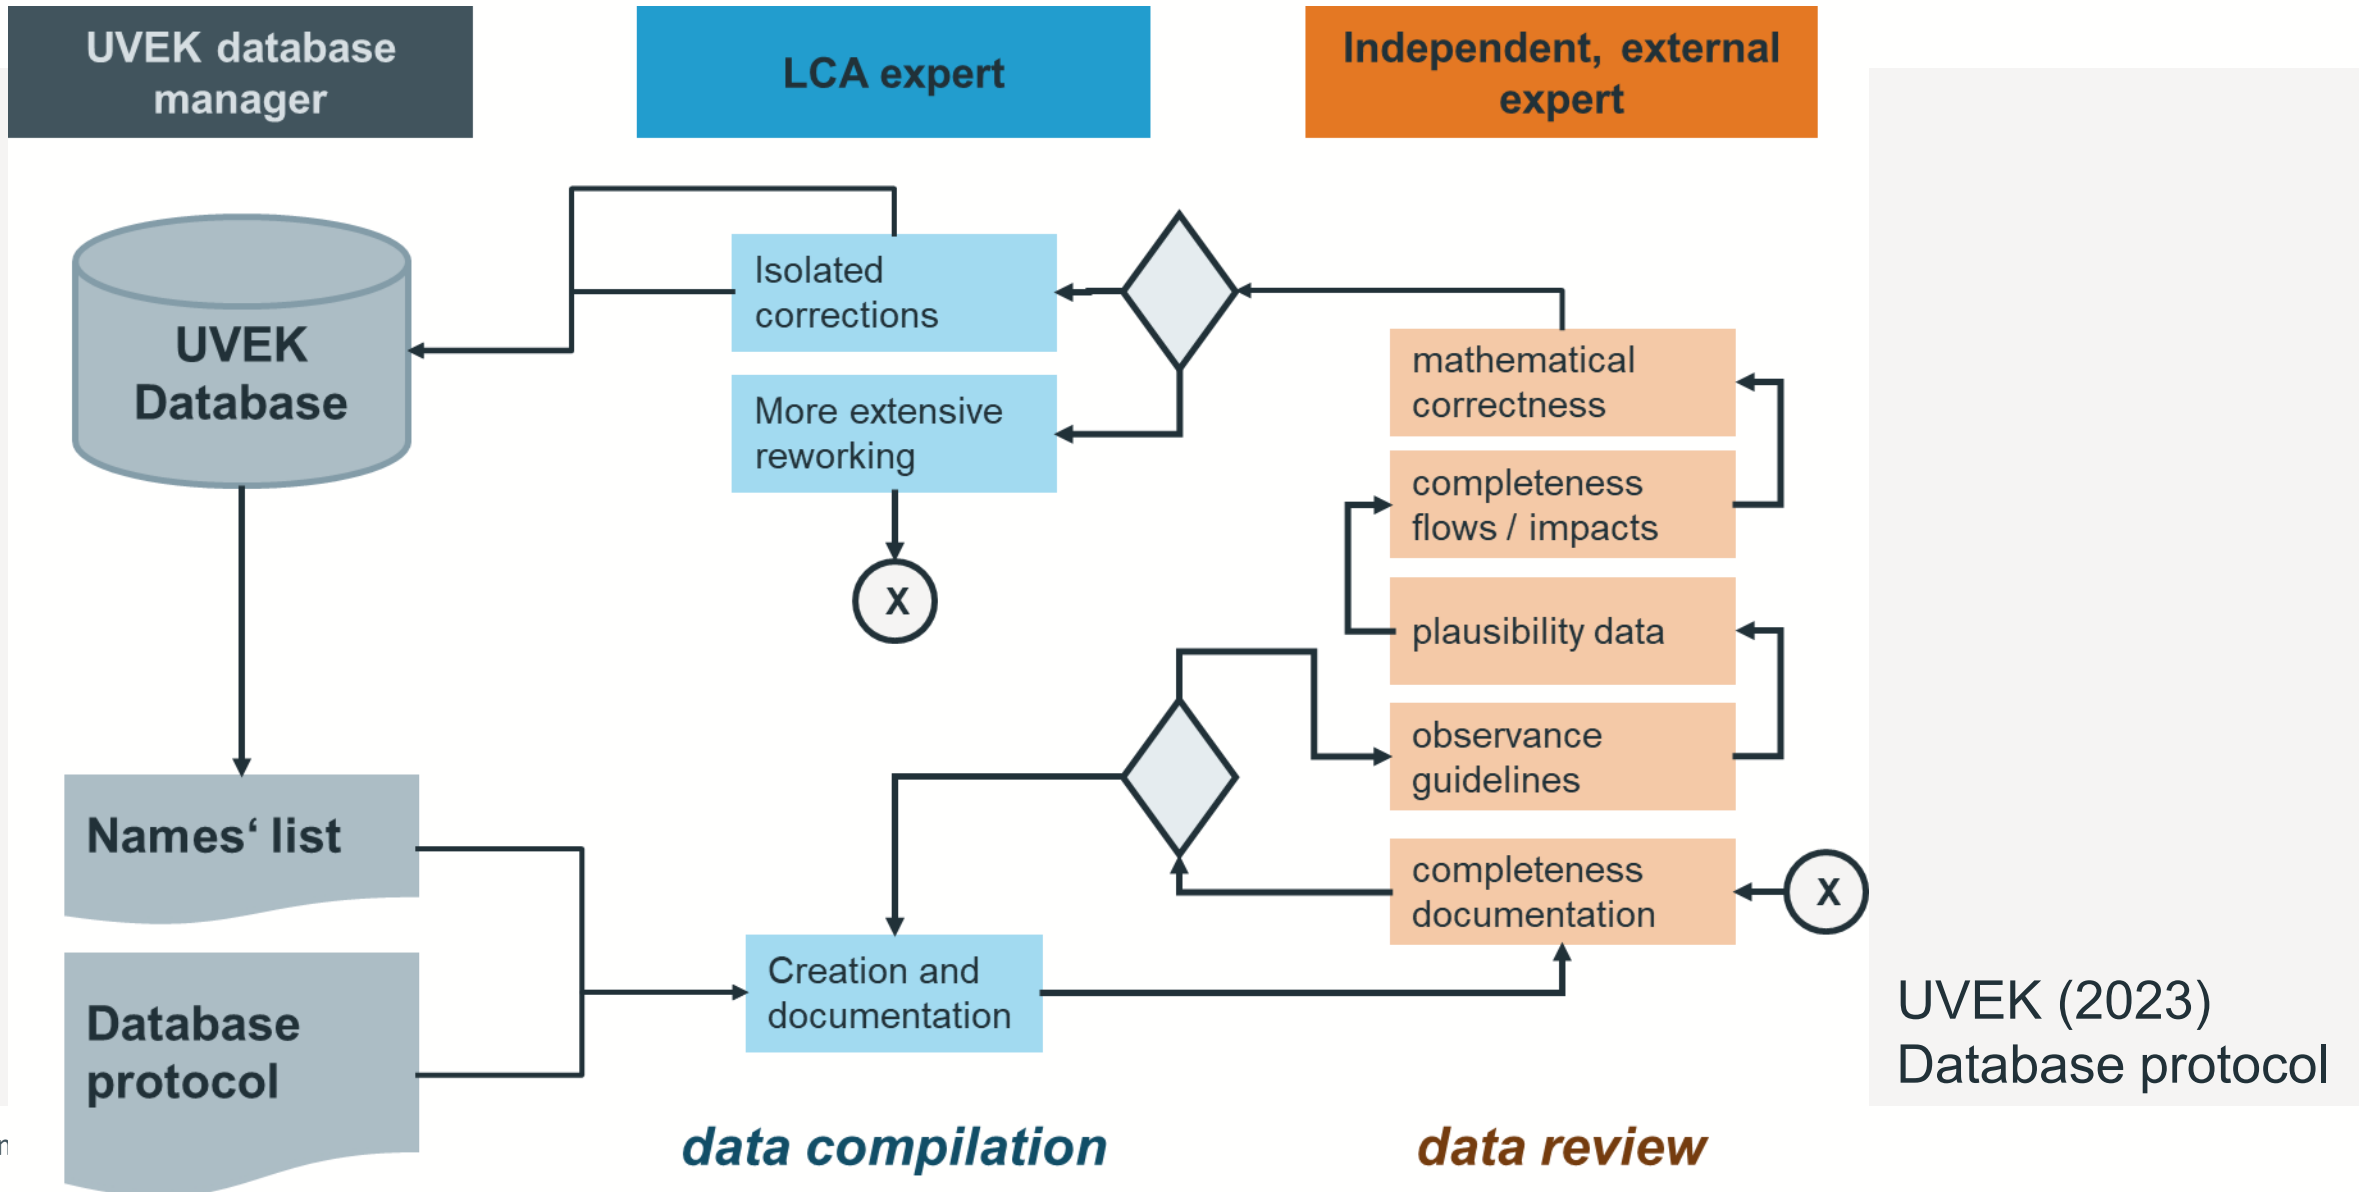 UVEK database
manager
LCA expert
Independent, external
expert
Isolated
corrections
UVEK
Database
mathematical
correctness
More extensive
reworking
completeness
flows / impacts
X
plausibility data
observance
guidelines
Names‘ list
completeness
documentation
X
Creation and
documentation
Database
protocol
UVEK (2023)
Database protocol
data compilation
data review